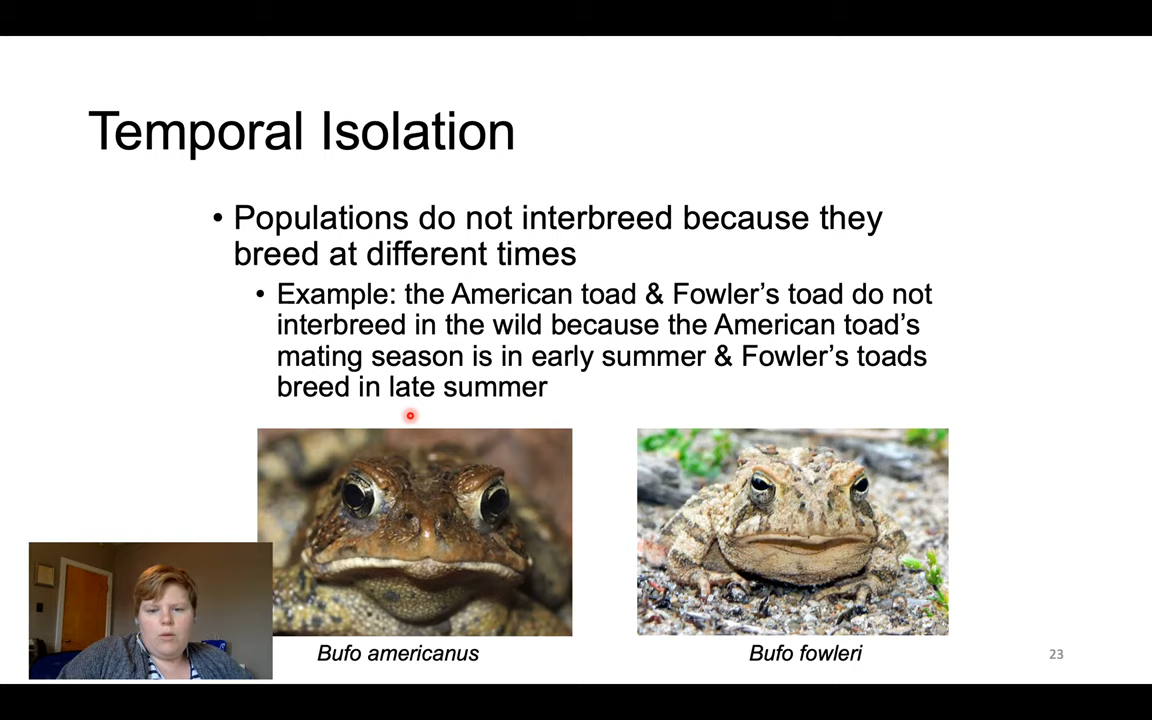 Temporal Isolation
• Populations do not interbreed because they
breed at different times
• Example: the American toad & Fowler’s toad do not
interbreed in the wild because the American toad’s
mating season is in early summer & Fowler’s toads
breed in late summer
Bufo americanus
Bufo fowleri
23